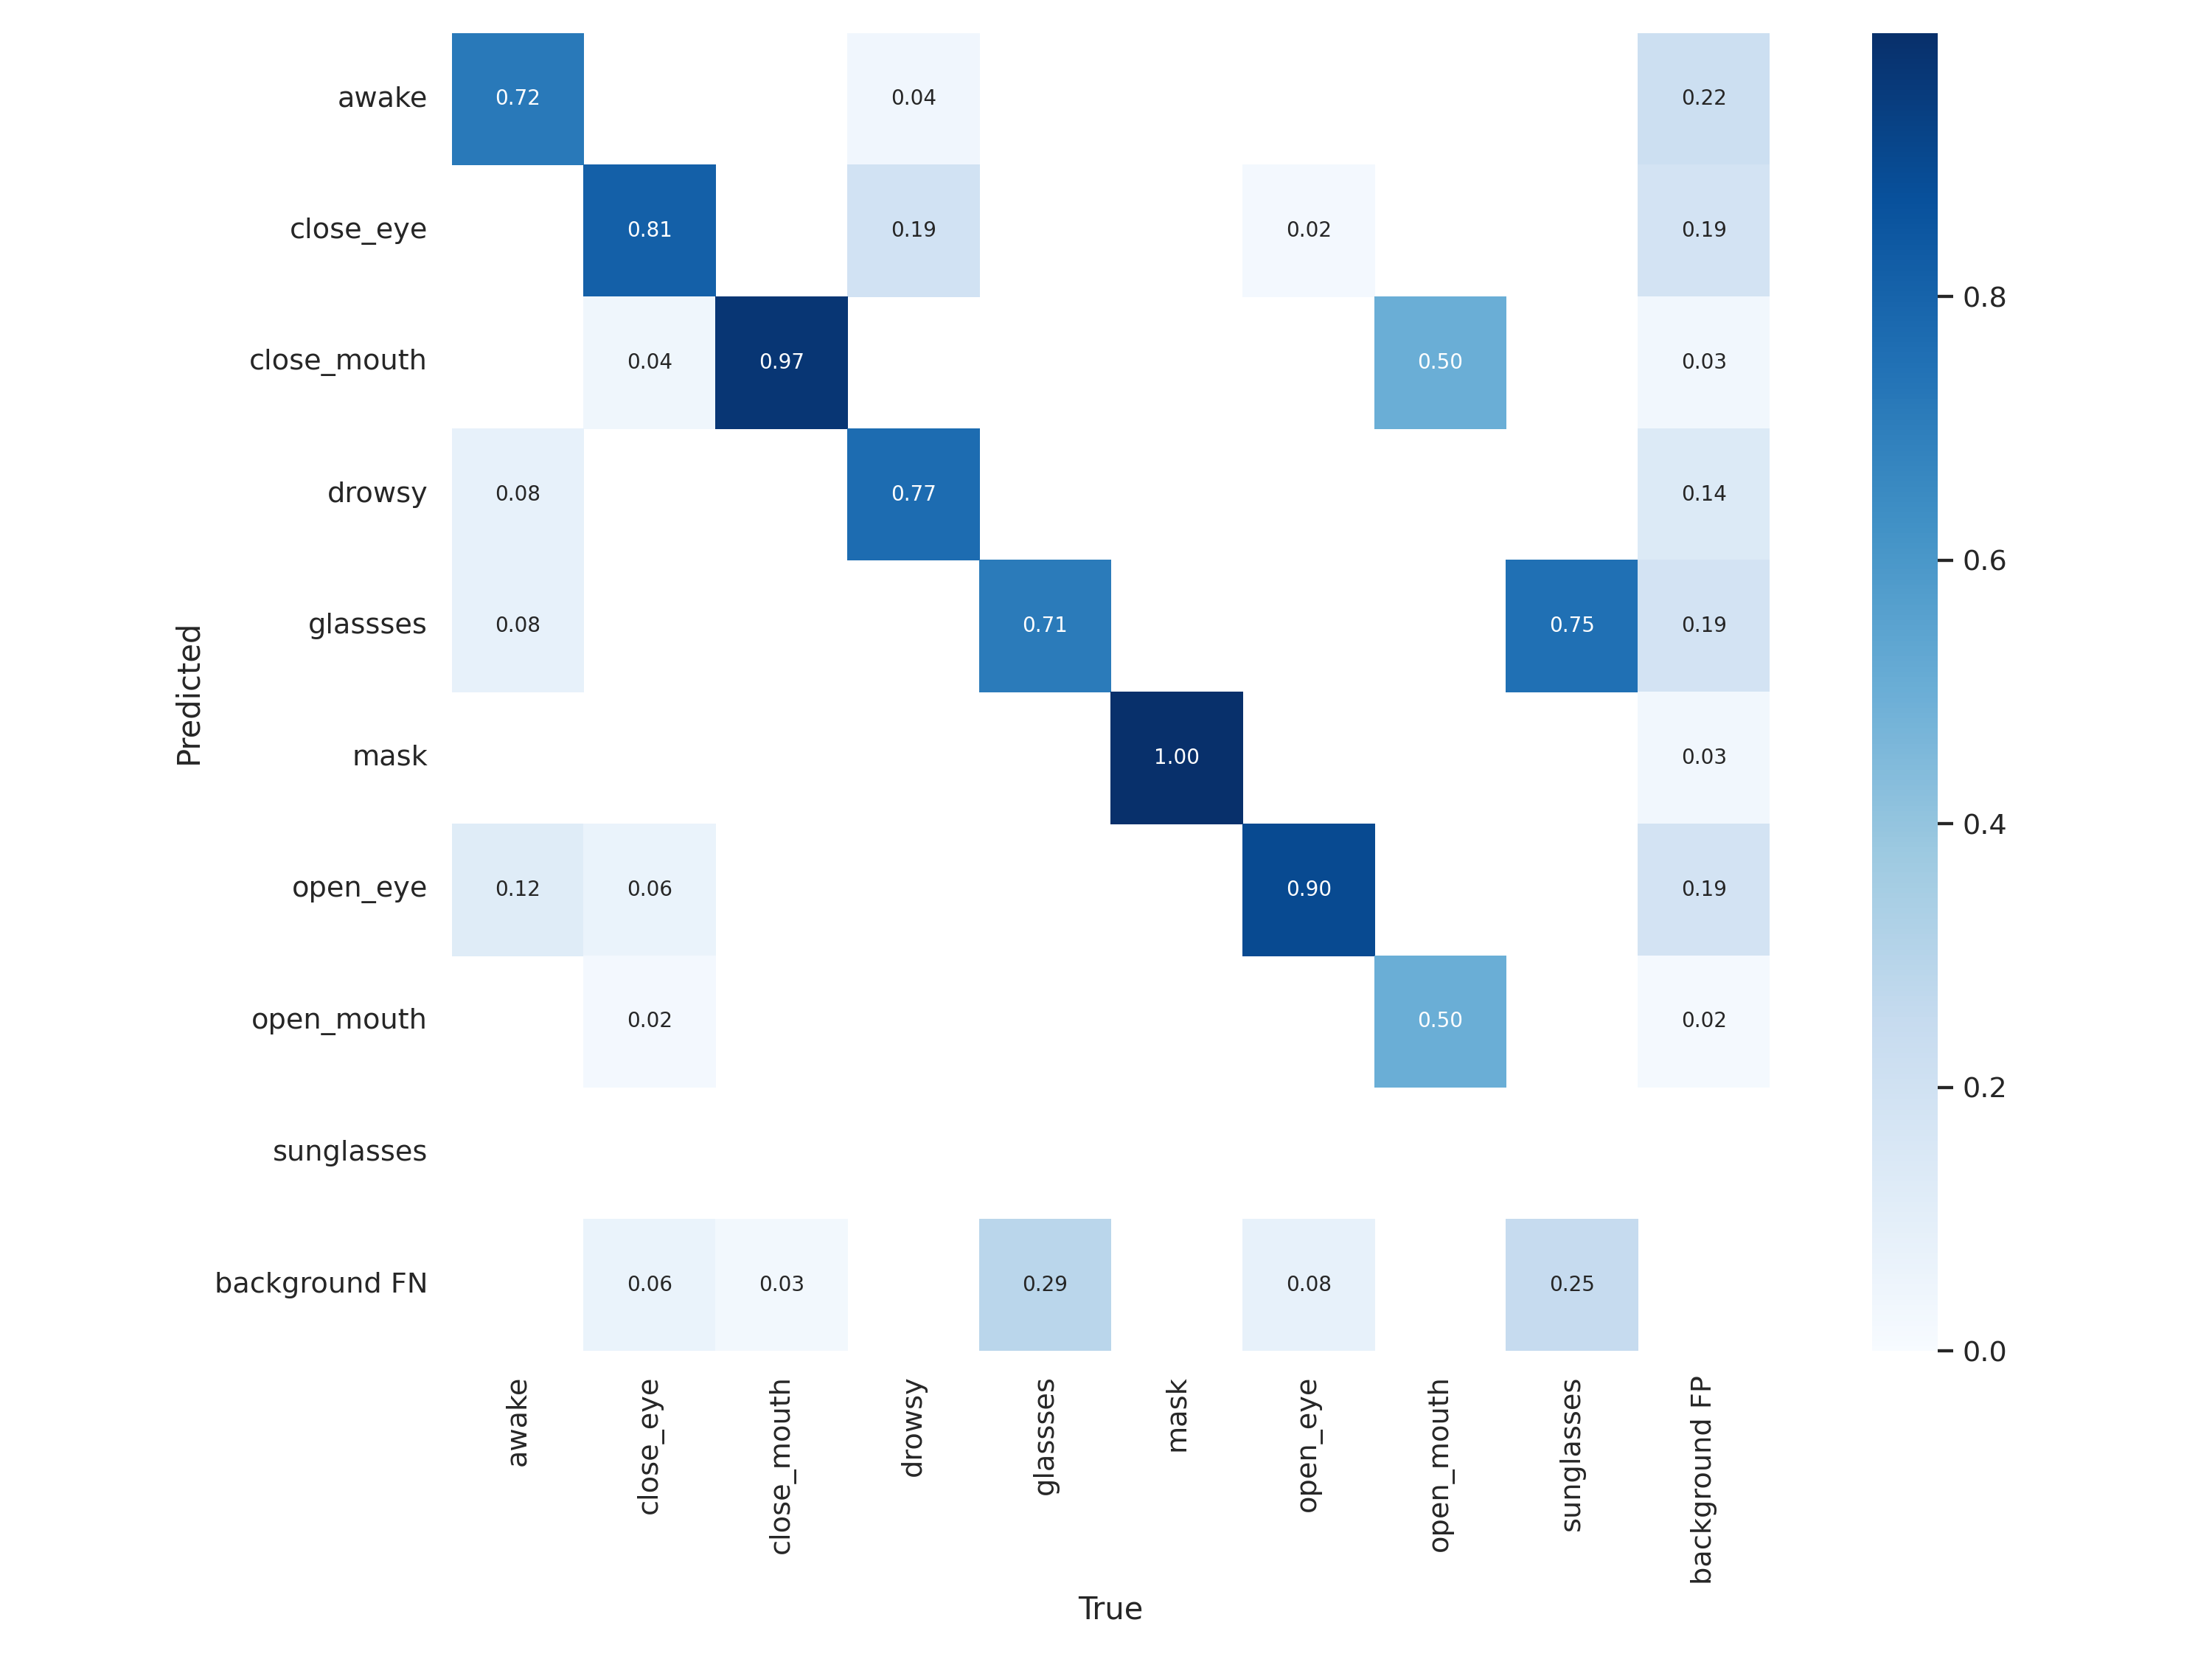 awake 0.72 0.04 0.22
close_eye 0.81 0.19 0.02 0.19
0.8
close_mouth 0.04 0.97 0.50 0.03
drowsy 0.08 0.77 0.14
0.6
glassses 0.08 0.71 0.75 0.19
Predicted
mask 1.00 0.03
0.4
open_eye 0.12 0.06 0.90 0.19
open_mouth 0.02 0.50 0.02
0.2
sunglasses
background FN 0.06 0.03 0.29 0.08 0.25
0.0
awake
close_eye
close_mouth
drowsy
glassses
mask
open_eye
open_mouth
sunglasses
background FP
True